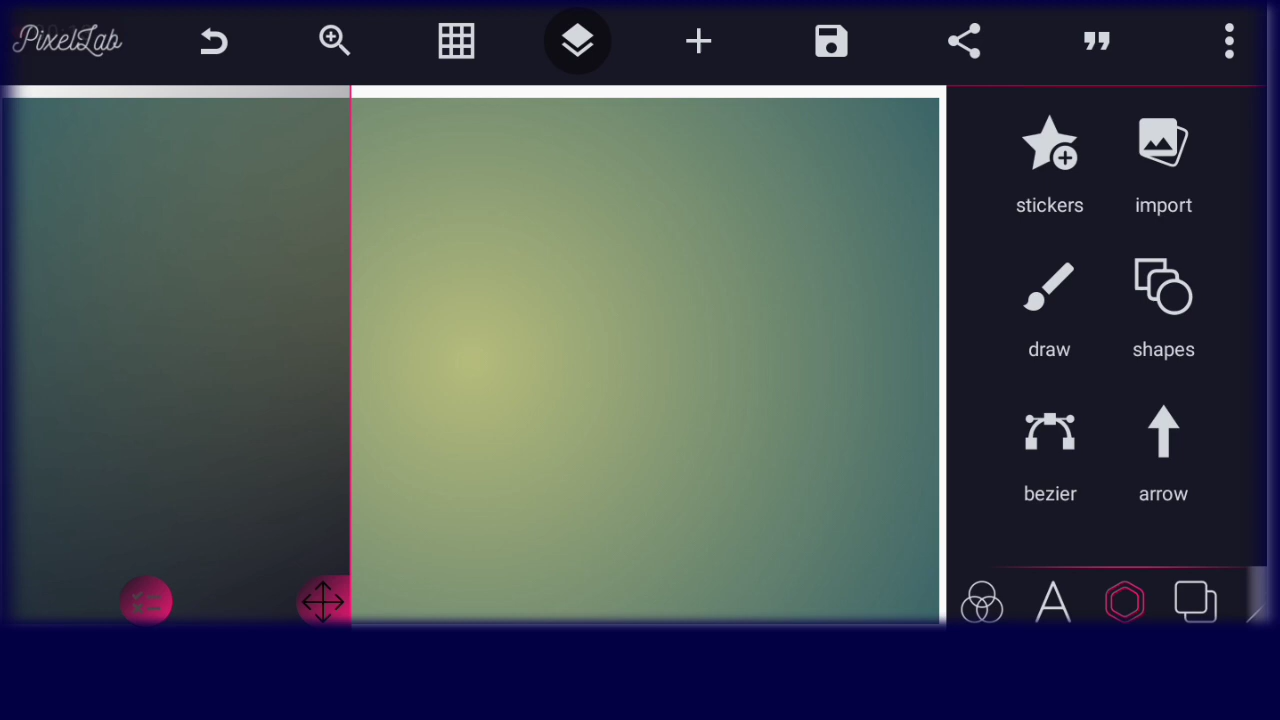 PixelLab
stickers
import
draw
shapes
bezier
arrow